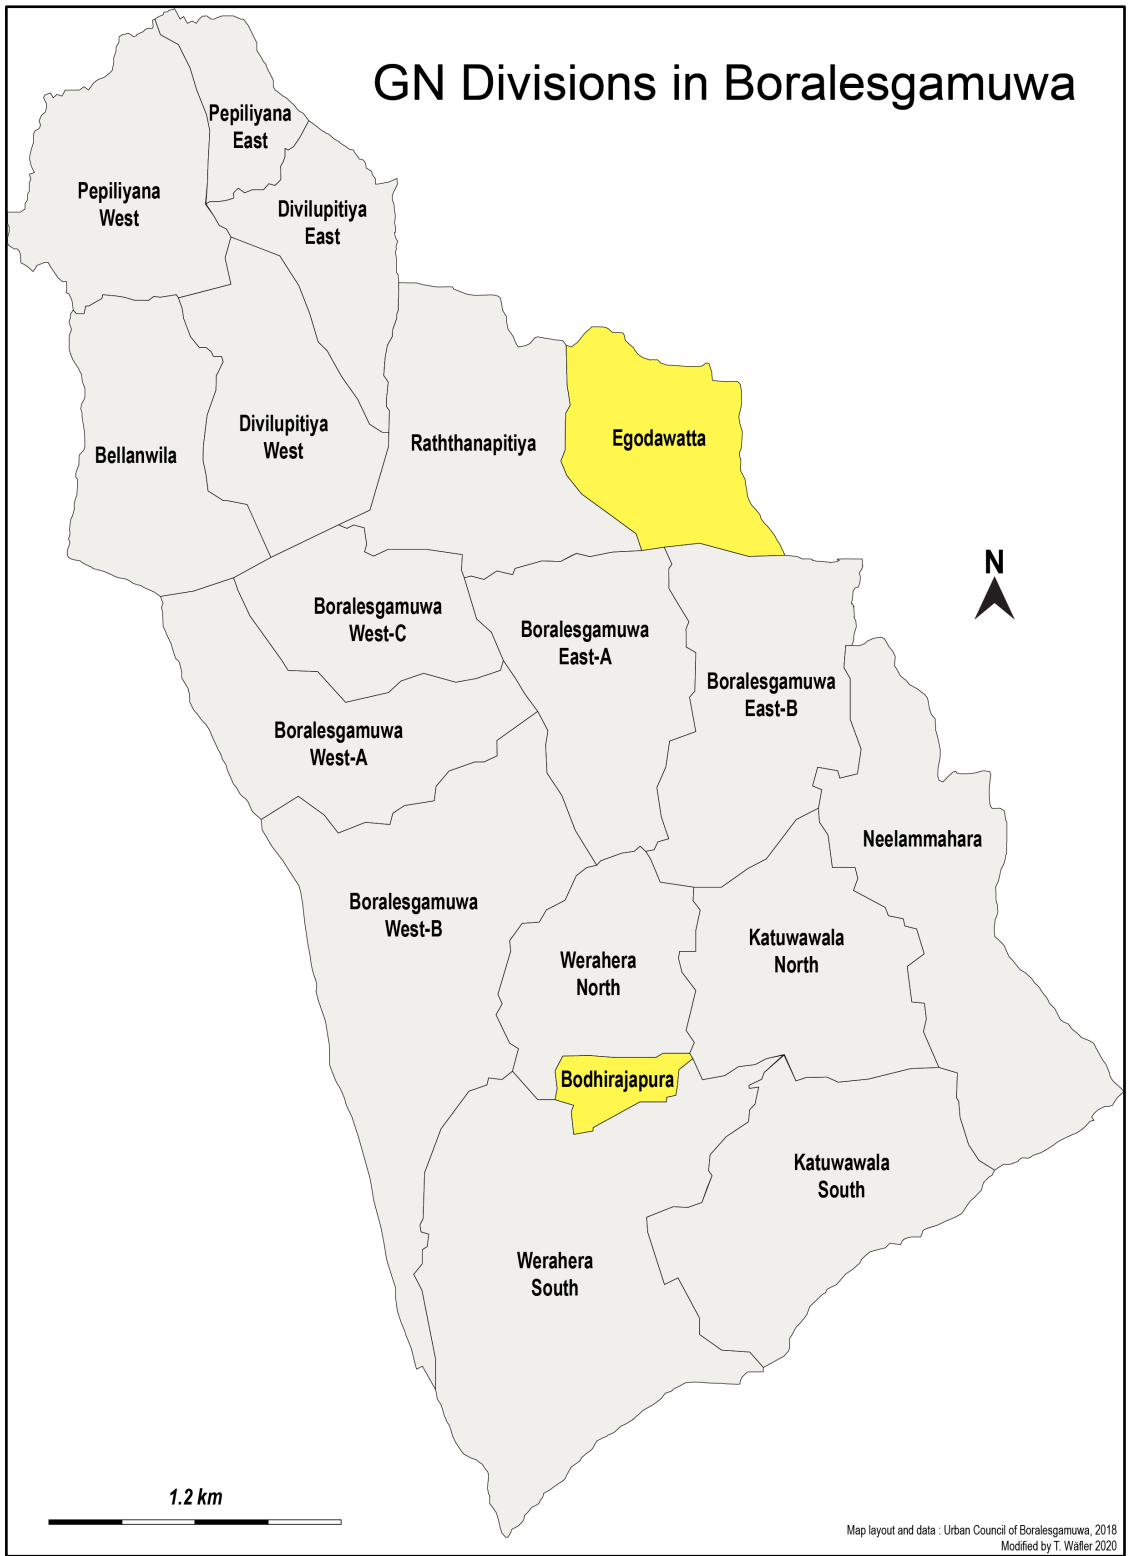 GN Divisions in Boralesgamuwa
Pepiliyana
East
Pepiliyana
West
Divilupitiya
East
Divilupitiya
West
Bellanwila
Raththanapitiya
Egodawatta
N
Boralesgamuwa
West-C
Boralesgamuwa
East-A
Boralesgamuwa
East-B
Boralesgamuwa
West-A
Neelammahara
Boralesgamuwa
West-B
Werahera
North
Katuwawala
North
Bodhirajapura
Katuwawala
South
Werahera
South
1.2 km
Map layout and data : Urban Council of Boralesgamuwa, 2018
Modified by T. Wäfler 2020